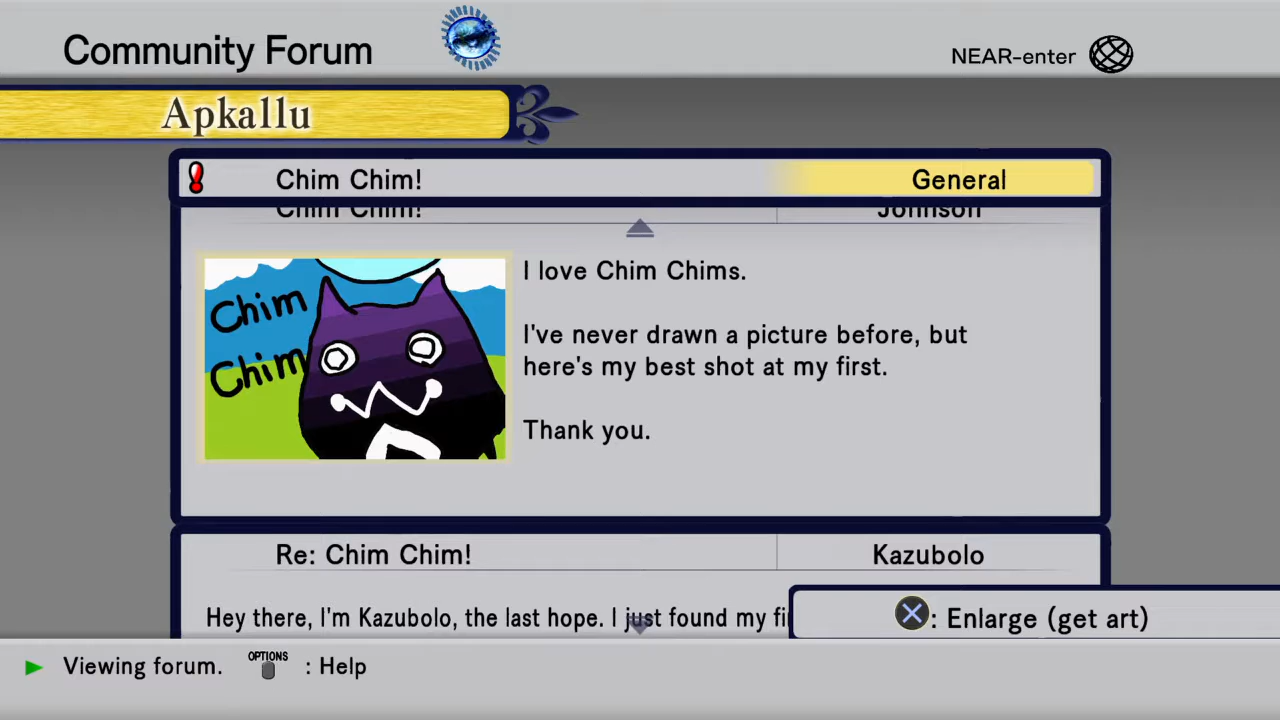 Community Forum
NEAR-enter
Apkallu
Chim Chim!
General
Chim Chim!
Johnson
Chim
Chim
I love Chim Chims.
I've never drawn a picture before, but
here's my best shot at my first.
Thank you.
Re: Chim Chim!
Kazubolo
Hey there, I'm Kazubolo, the last hope. I just found my fi
: Enlarge (get art)
Viewing forum.
OPTIONS
: Help